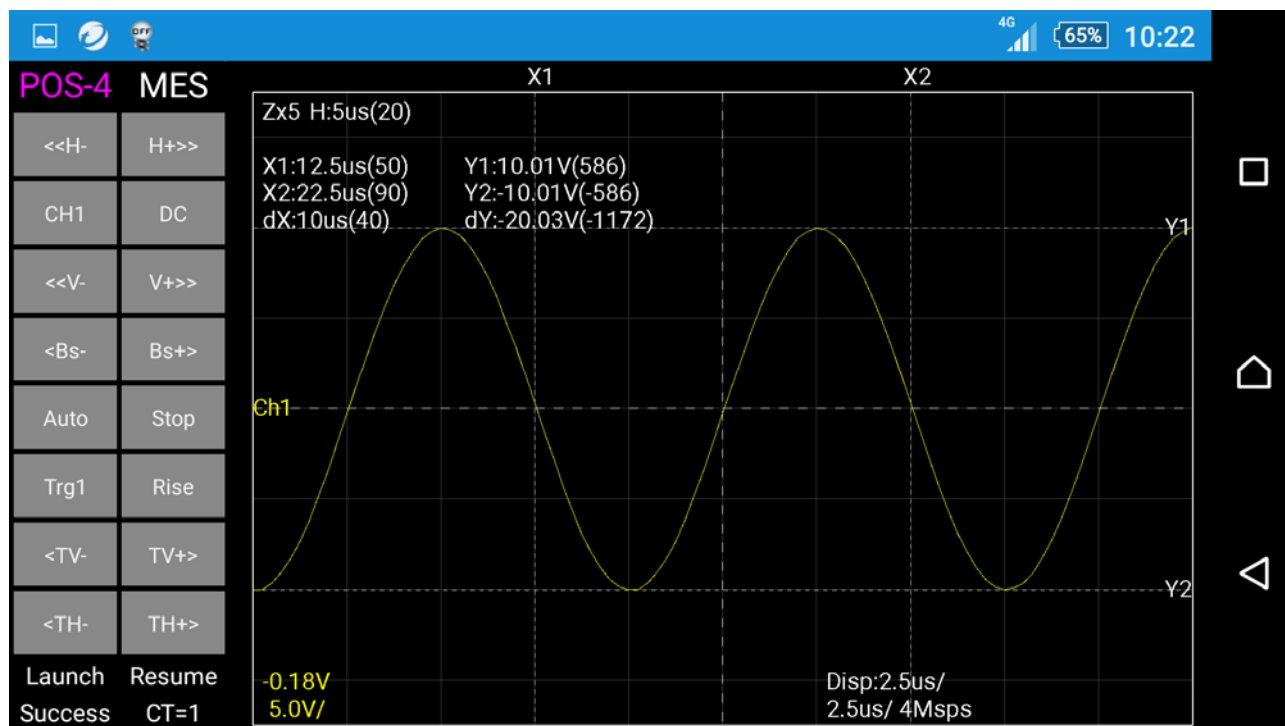 OFF
4G
65%
10:22
POS-4 MES
<<H- H+>>
CH1 DC
<<V- V+>>
<Bs- Bs+>
Auto Stop
Trg1 Rise
<TV- TV+>
<TH- TH+>
Launch Resume
Success CT=1
X1 X2
Zx5 H:5us(20)
X1:12.5us(50) Y1:10.01V(586)
X2:22.5us(90) Y2:-10.01V(-586)
dX:10us(40) dY:-20.03V(-1172)
Y1
Ch1
Y2
-0.18V Disp:2.5us/
5.0V/ 2.5us/ 4Msps